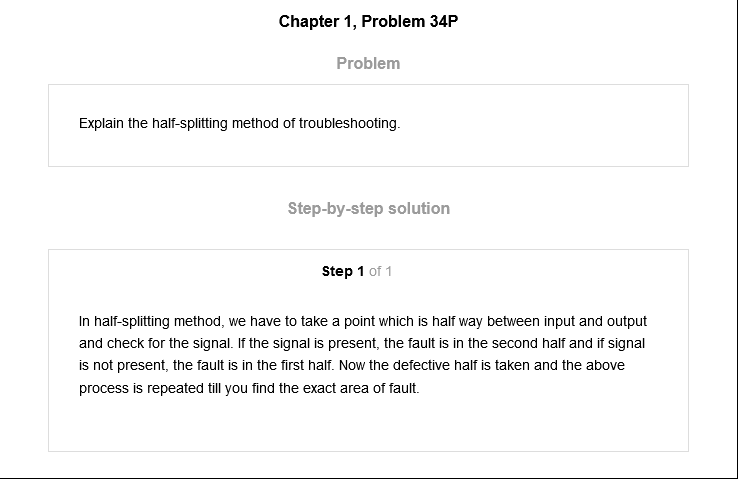 Chapter 1, Problem 34P
Problem
Explain the half-splitting method of troubleshooting.
Step-by-step solution
Step 1 of 1
In half-splitting method, we have to take a point which is half way between input and output
and check for the signal. If the signal is present, the fault is in the second half and if signal
is not present, the fault is in the first half. Now the defective half is taken and the above
process is repeated till you find the exact area of fault.